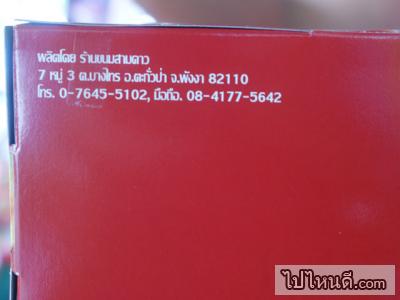 ผลิตโดย ร้านขนมสามดาว
7 หมู่ 3 ต.บางไทร อ.ตะกั่วป่า จ.พังงา 82110
โทร. 0-7645-5102, มือถือ. 08-4177-5642
ไปไหนดี.com